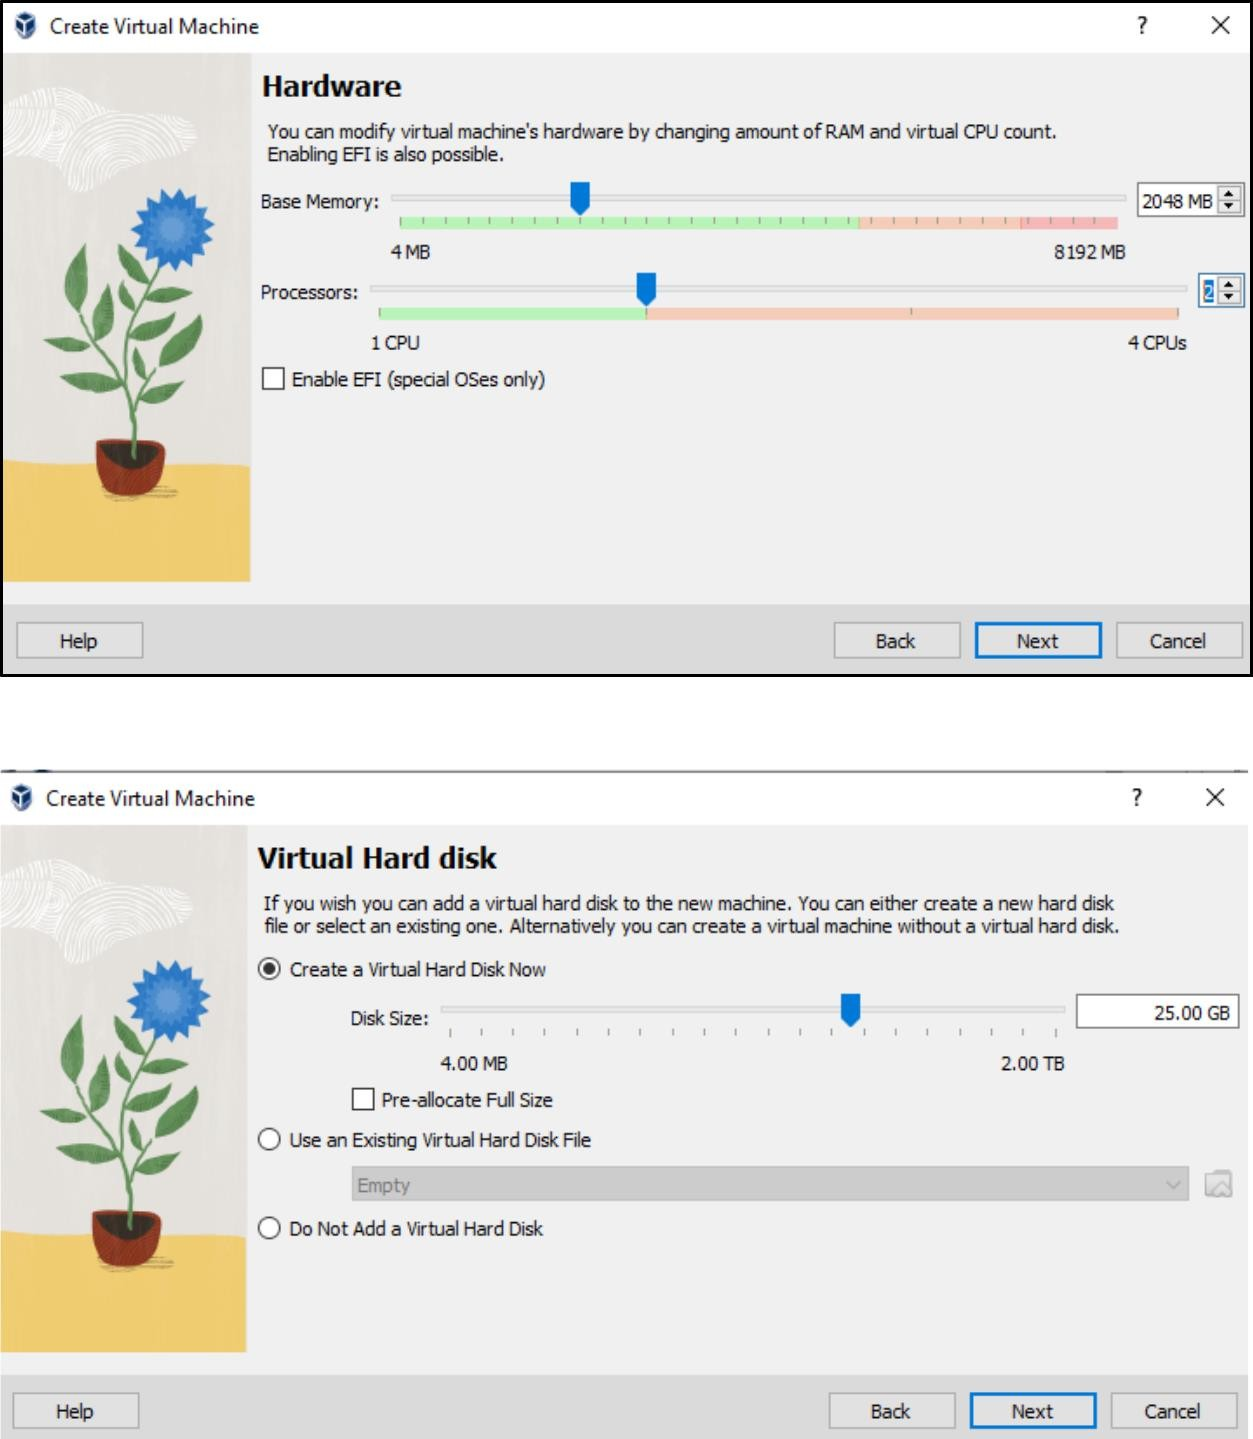 Create Virtual Machine
?
Hardware
You can modify virtual machine's hardware by changing amount of RAM and virtual CPU count.
Enabling EFI is also possible.
Base Memory:
2048 MB
4 MB
8192 MB
Processors:
2
1 CPU
4 CPUs
Enable EFI (special OSes only)
Help
Back
Next
Cancel
Create Virtual Machine
?
Virtual Hard disk
If you wish you can add a virtual hard disk to the new machine. You can either create a new hard disk
file or select an existing one. Alternatively you can create a virtual machine without a virtual hard disk.
Create a Virtual Hard Disk Now
Disk Size:
25.00 GB
4.00 MB
2.00 TB
Pre-allocate Full Size
Use an Existing Virtual Hard Disk File
Empty
Do Not Add a Virtual Hard Disk
Help
Back
Next
Cancel